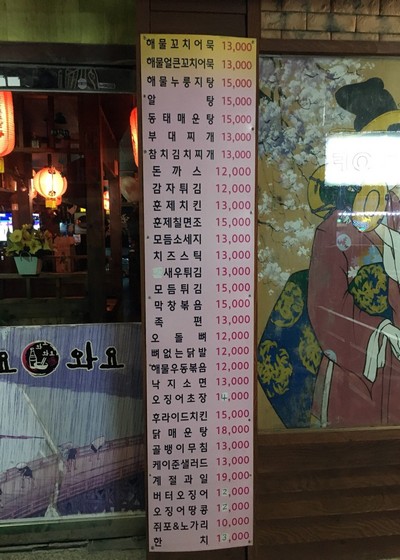 해물꼬치어묵 13,000
해물얼큰꼬치어묵 13,000
해물누룽지탕 15,000
알 탕 15,000
동태매운탕 15,000
부대찌개 13,000
참치김치찌개 13,000
돈까스 12,000
감자튀김 12,000
훈제치킨 13,000
훈제칠면조 15,000
모듬소세지 13,000
치즈스틱 13,000
새우튀김 13,000
모듬튀김 15,000
막창볶음 15,000
족편 13,000
오돌뼈 12,000
뼈없는닭발 12,000
해물우동볶음 12,000
낙지소면 13,000
오징어초장 14,000
후라이드치킨 15,000
닭매운탕 18,000
골뱅이무침 13,000
케이준샐러드 13,000
계절과일 19,000
버터오징어 12,000
오징어땅콩 12,000
쥐포&노가리 10,000
한치 13,000
요 와요